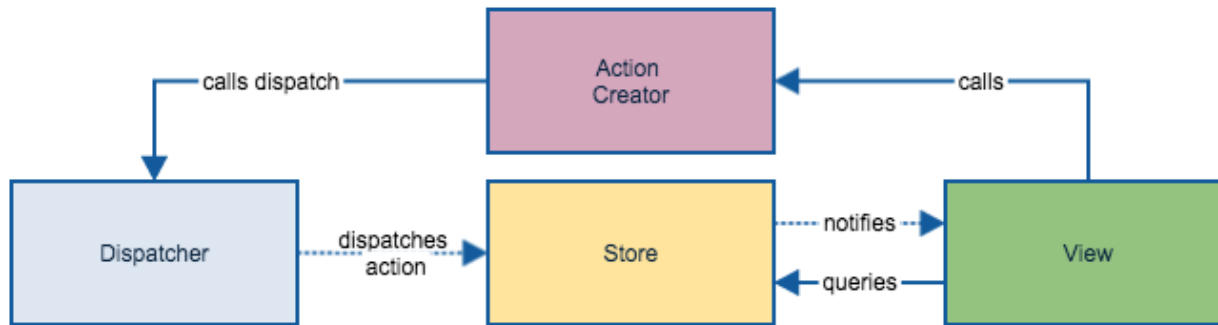 Action
Creator
calls dispatch
calls
Dispatcher
dispatches
action
Store
notifies
queries
View